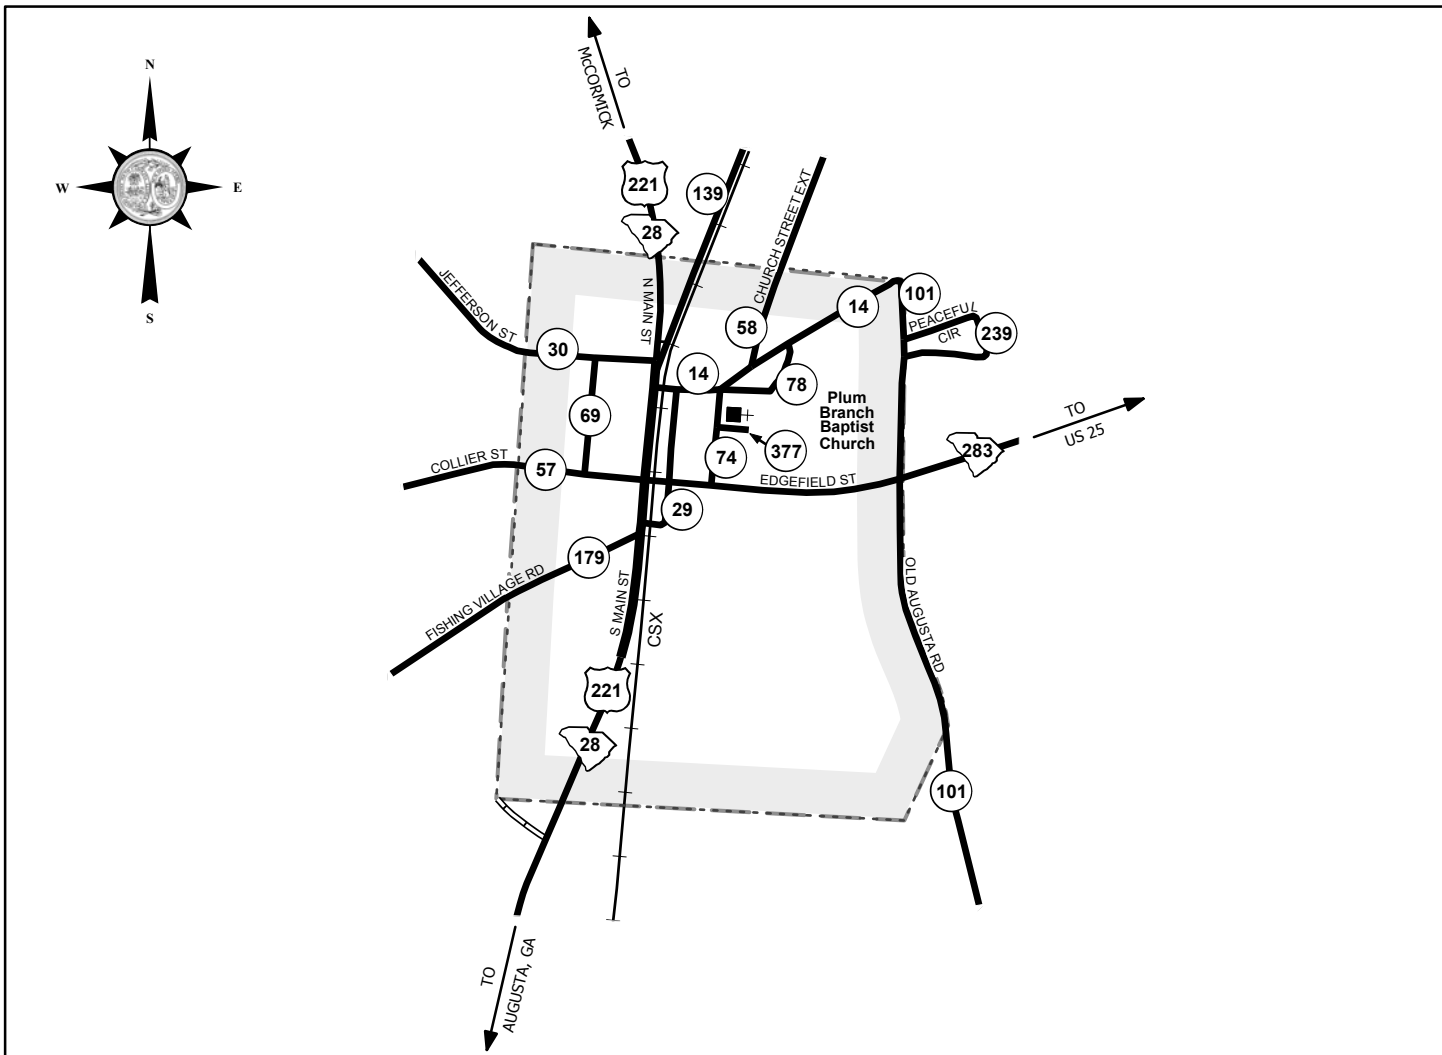 N
W
E
S
TO
McCORMICK
221
28
139
CHURCH STREET EXT
JEFFERSON ST
N MAIN ST
30
58
14
101
PEACEFUL
CIR
239
14
78
69
Plum
Branch
Baptist
Church
377
74
TO
US 25
283
COLLIER ST
57
EDGEFIELD ST
29
179
FISHING VILLAGE RD
S MAIN ST
CSX
OLD AUGUSTA RD
221
28
101
TO
AUGUSTA, GA